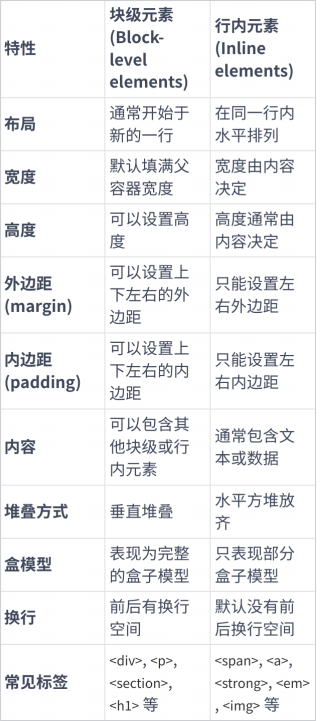 特性
块级元素
(Block-
level
elements)
行内元素
(Inline
elements)
布局
通常开始于
新的一行
在同一行内
水平排列
宽度
默认填满父
容器宽度
宽度由内容
决定
高度
可以设置高
度
高度通常由
内容决定
外边距
(margin)
可以设置上
下左右的外
边距
只能设置左
右外边距
内边距
(padding)
可以设置上
下左右的内
边距
只能设置左
右内边距
内容
可以包含其
他块级或行
内元素
通常包含文
本或数据
堆叠方式
垂直堆叠
水平方堆放
齐
盒模型
表现为完整
的盒子模型
只表现部分
盒子模型
换行
前后有换行
空间
默认没有前
后换行空间
常见标签
<div>, <p>,
<section>,
<h1> 等
<span>, <a>,
<strong>, <em>
, <img> 等